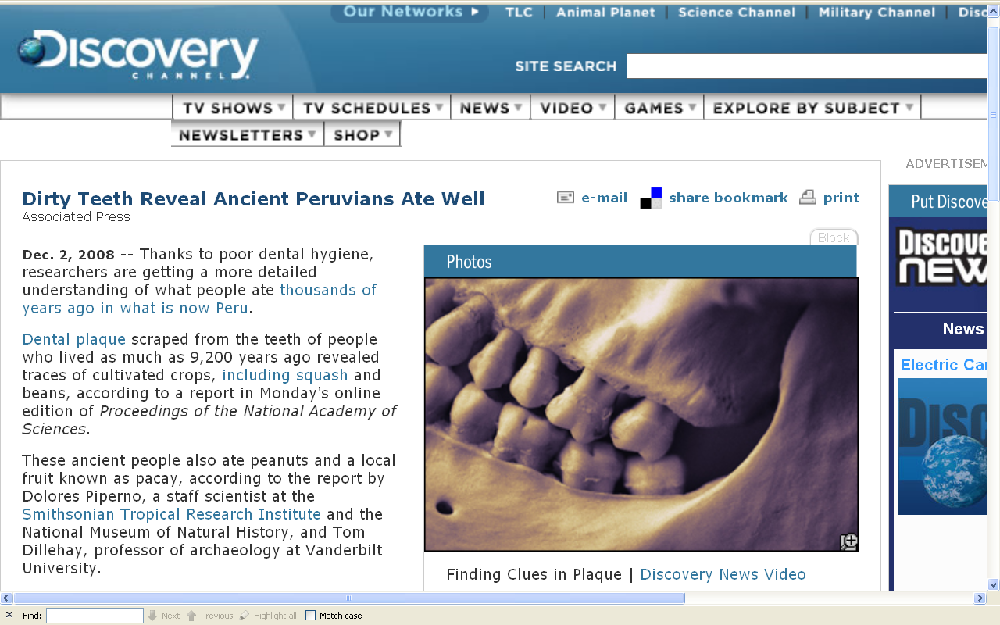 Our Networks
TLC | Animal Planet | Science Channel | Military Channel |
Discovery
CHANNEL
SITE SEARCH
TV SHOWS
TV SCHEDULES
NEWS
VIDEO
GAMES
EXPLORE BY SUBJECT
NEWSLETTERS
SHOP
Dirty Teeth Reveal Ancient Peruvians Ate Well
Associated Press
e-mail
share bookmark
print
Block
Dec. 2, 2008 -- Thanks to poor dental hygiene,
researchers are getting a more detailed
understanding of what people ate thousands of
years ago in what is now Peru.
Dental plaque scraped from the teeth of people
who lived as much as 9,200 years ago revealed
traces of cultivated crops, including squash and
beans, according to a report in Monday's online
edition of Proceedings of the National Academy of
Sciences.
These ancient people also ate peanuts and a local
fruit known as pacay, according to the report by
Dolores Piperno, a staff scientist at the
Smithsonian Tropical Research Institute and the
National Museum of Natural History, and Tom
Dillehay, professor of archaeology at Vanderbilt
University.
Photos
Finding Clues in Plaque | Discovery News Video
ADVERTISEM
Put Discove
DISCOVE
NEW
News
Electric Ca
DISC
Find:
Next
Previous
Highlight all
Match case